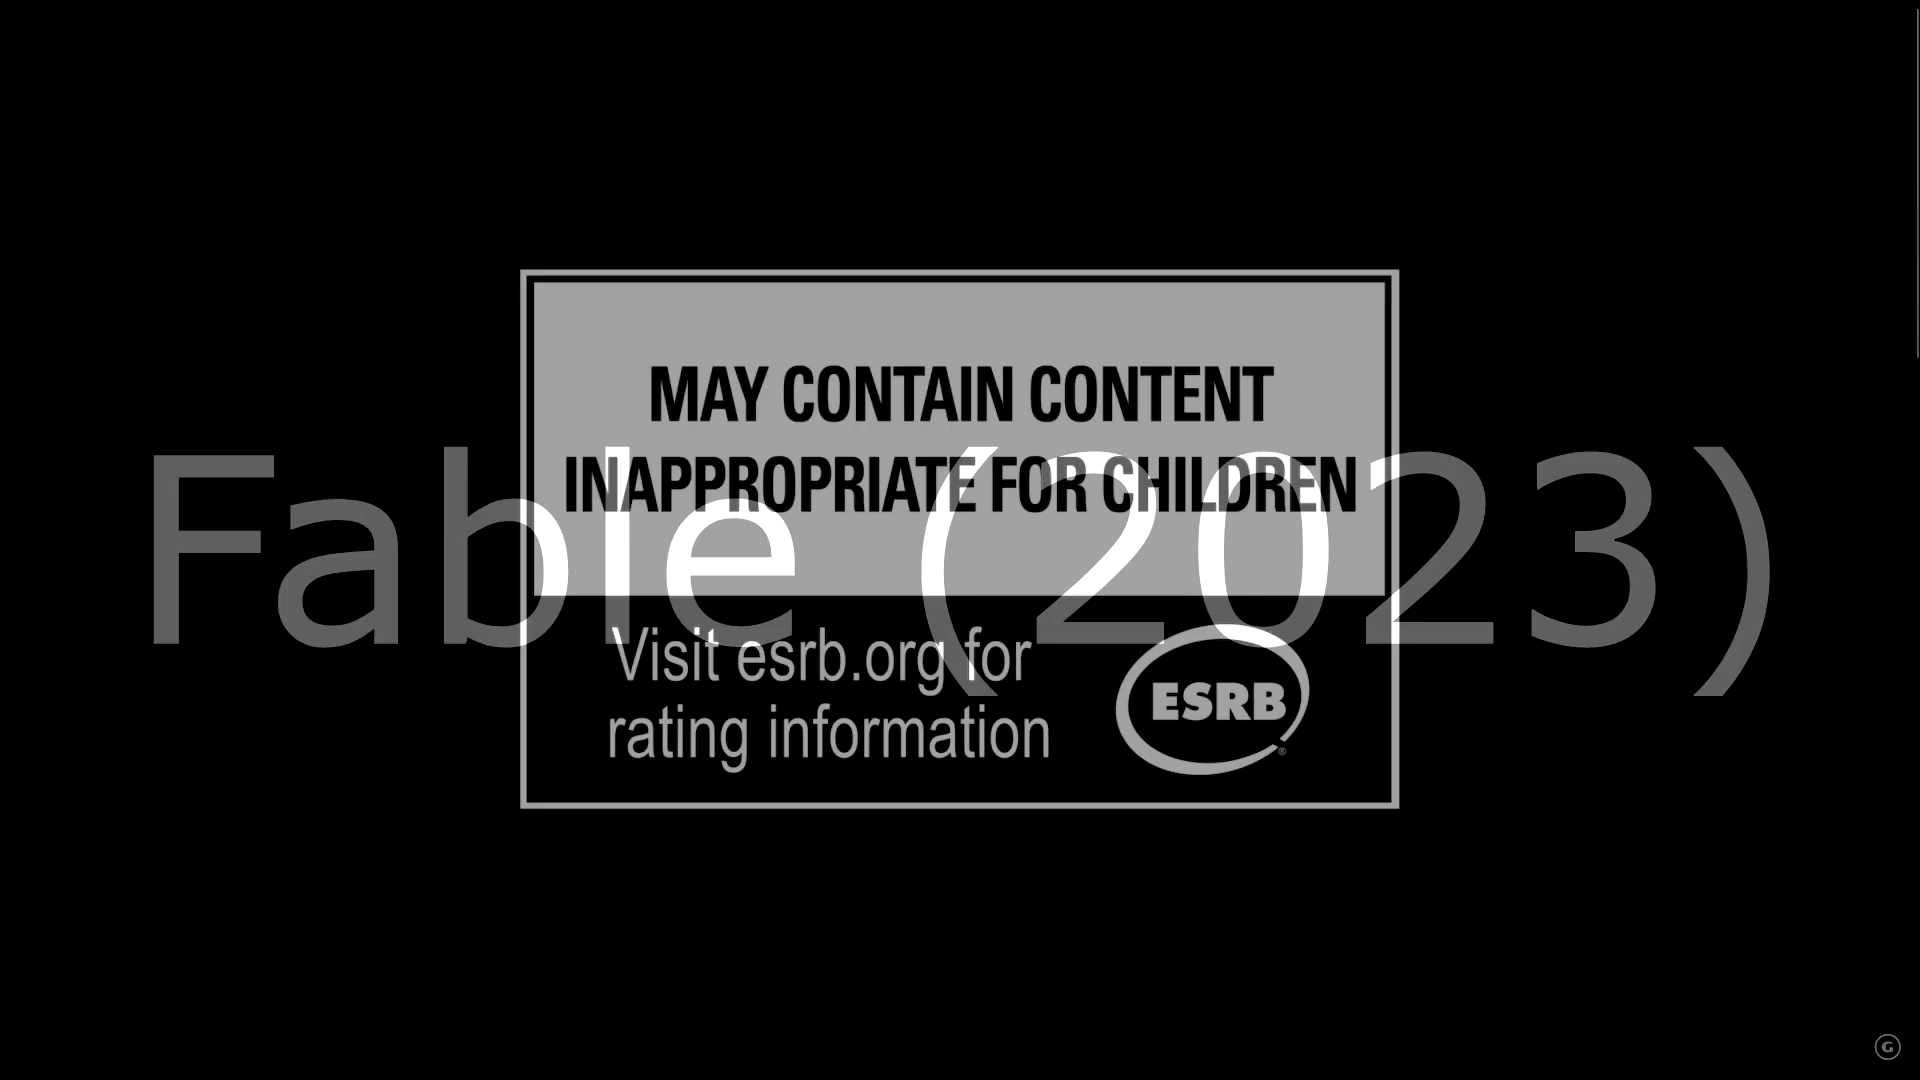 MAY CONTAIN CONTENT
INAPPROPRIATE FOR CHILDREN
Fable (2023)
Visit esrb.org for
rating information
ESRB
®
G